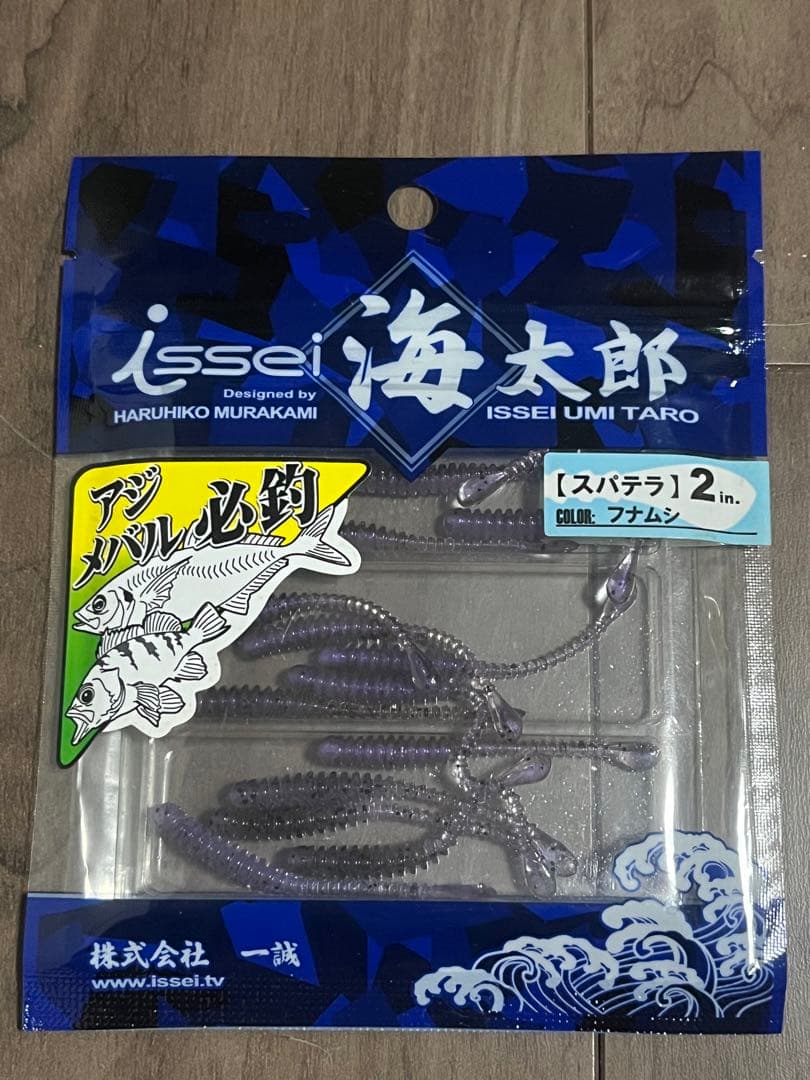 issei 海太郎
Designed by
HARUHIKO MURAKAMI
ISSEI UMI TARO
アジ
メバル 必釣
【スパテラ】2in.
COLOR: フナムシ
株式会社 一誠
www.issei.tv